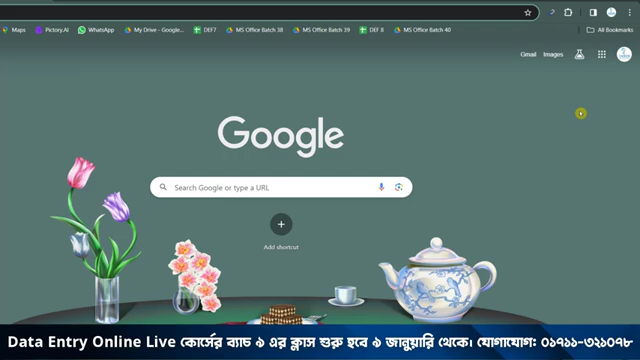 Maps Pictory.AI WhatsApp My Drive - Google... DEF7 MS Office Batch 38 MS Office Batch 39 DEF 8 MS Office Batch 40 All Bookmarks
Gmail Images
Google
Search Google or type a URL
Add shortcut
Data Entry Online Live কোর্সের ব্যাচ ৯ এর ক্লাস শুরু হবে ৯ জানুয়ারি থেকে। যোগাযোগ: ০১৭১১-৩২১০৭৮